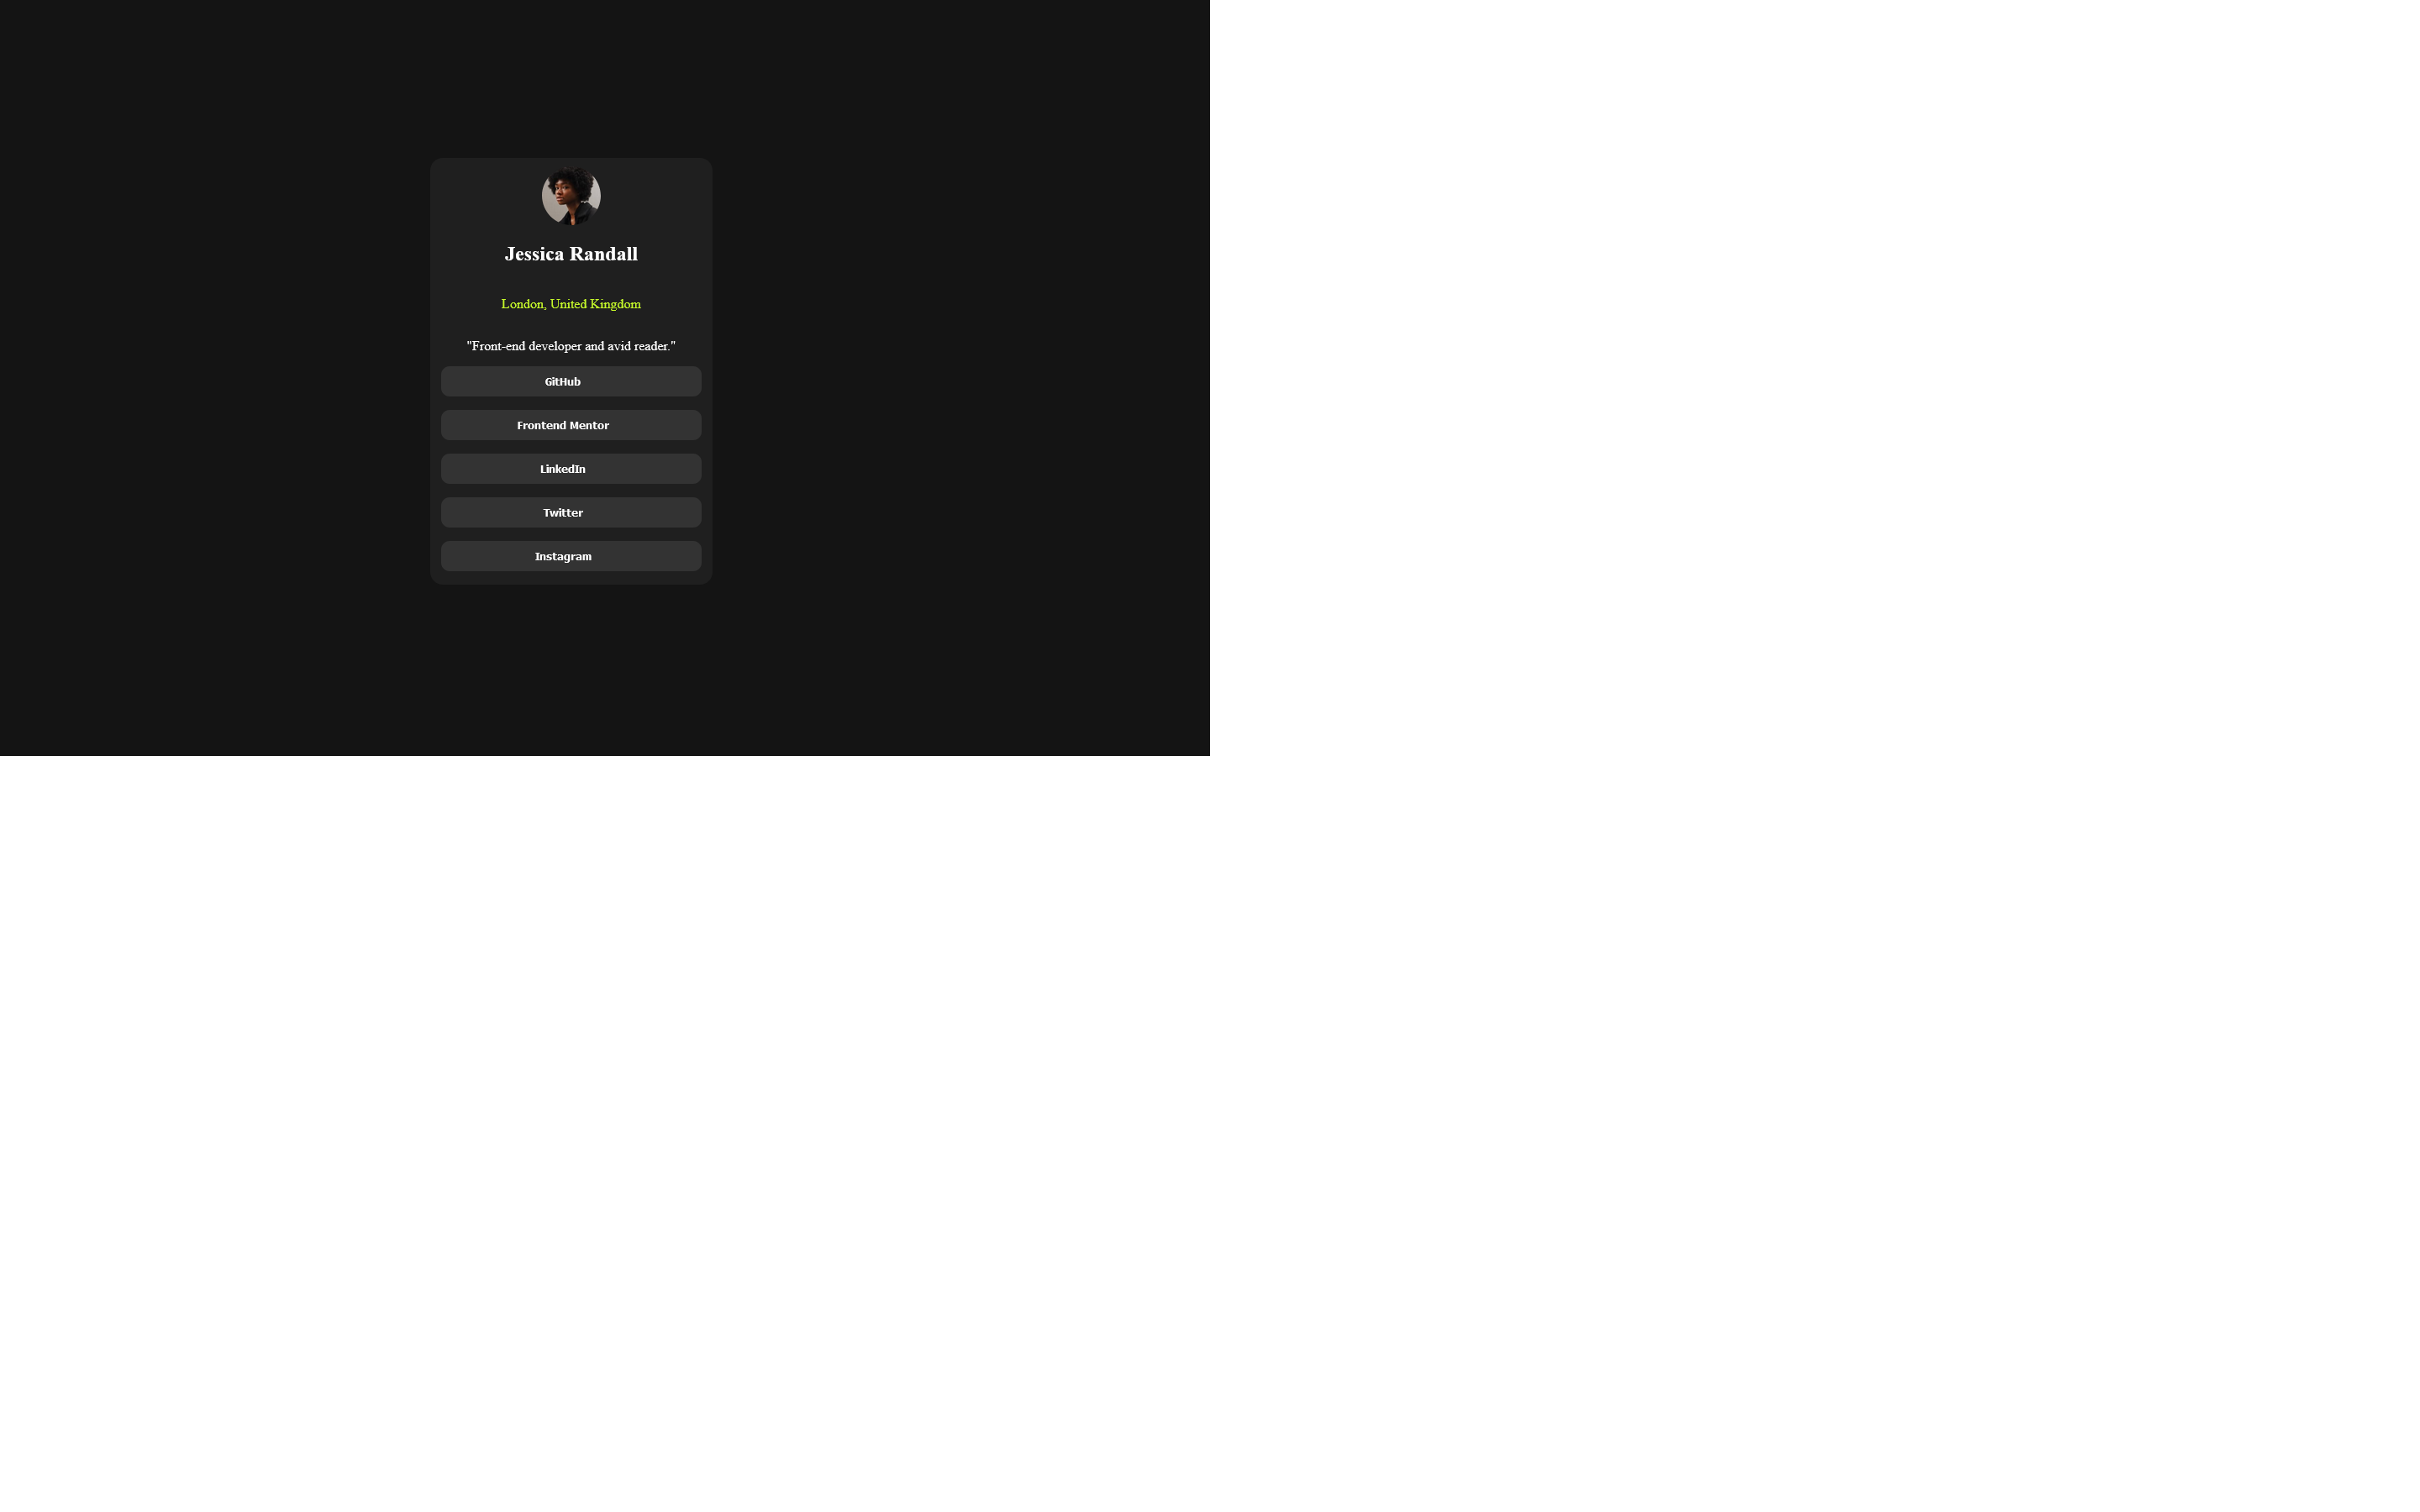 Jessica Randall
London, United Kingdom
"Front-end developer and avid reader."
GitHub
Frontend Mentor
LinkedIn
Twitter
Instagram